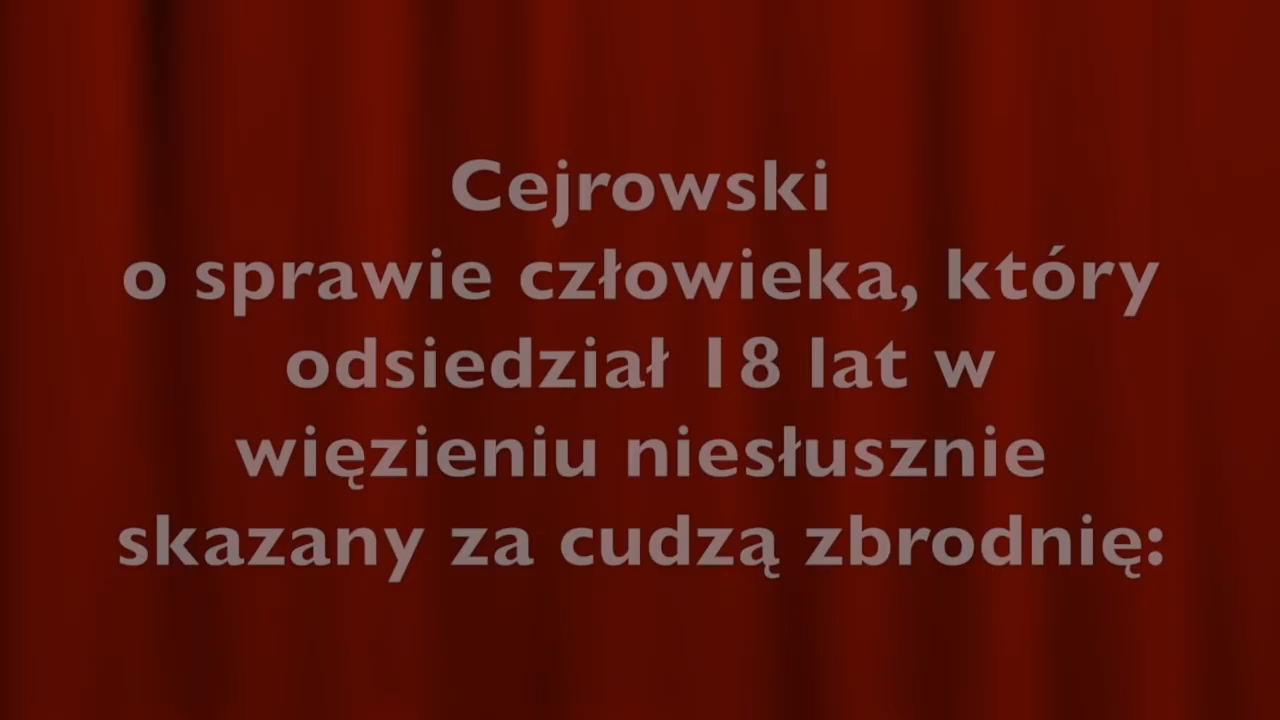 Cejrowski
o sprawie człowieka, który
odsiedział 18 lat w
więzieniu niesłusznie
skazany za cudzą zbrodnię: